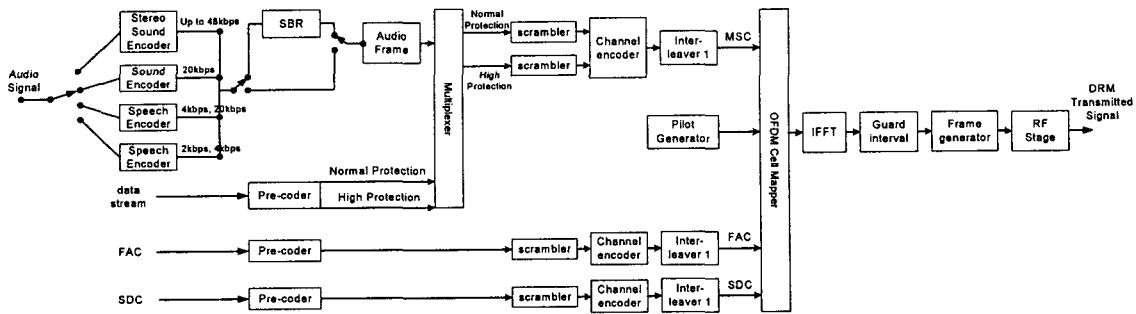 Stereo
Sound
Encoder
Up to 48kbps
SBR
Audio
Frame
Normal
Protection
scrambler
Channel
encoder
Inter-
leaver 1
MSC
Audio
Signal
Sound
Encoder
20kbps
High
Protection
scrambler
Multiplexer
Speech
Encoder
4kbps, 20kbps
Speech
Encoder
2kbps, 4kbps
Pilot
Generator
OFDM Cell Mapper
IFFT
Guard
interval
Frame
generator
RF
Stage
DRM
Transmitted
Signal
data
stream
Pre-coder
Normal Protection
High Protection
FAC
Pre-coder
scrambler
Channel
encoder
Inter-
leaver 1
FAC
SDC
Pre-coder
scrambler
Channel
encoder
Inter-
leaver 1
SDC